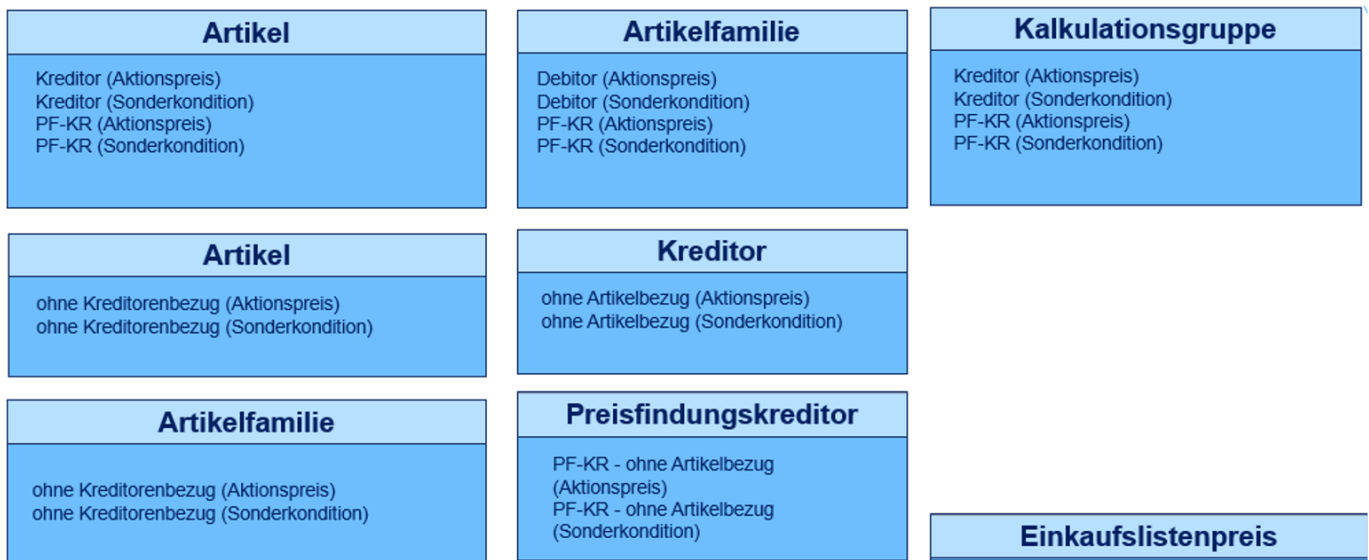 Artikel
Kreditor (Aktionspreis)
Kreditor (Sonderkondition)
PF-KR (Aktionspreis)
PF-KR (Sonderkondition)
Artikelfamilie
Debitor (Aktionspreis)
Debitor (Sonderkondition)
PF-KR (Aktionspreis)
PF-KR (Sonderkondition)
Kalkulationsgruppe
Kreditor (Aktionspreis)
Kreditor (Sonderkondition)
PF-KR (Aktionspreis)
PF-KR (Sonderkondition)
Artikel
ohne Kreditorenbezug (Aktionspreis)
ohne Kreditorenbezug (Sonderkondition)
Kreditor
ohne Artikelbezug (Aktionspreis)
ohne Artikelbezug (Sonderkondition)
Artikelfamilie
ohne Kreditorenbezug (Aktionspreis)
ohne Kreditorenbezug (Sonderkondition)
Preisfindungskreditor
PF-KR - ohne Artikelbezug
(Aktionspreis)
PF-KR - ohne Artikelbezug
(Sonderkondition)
Einkaufslistenpreis